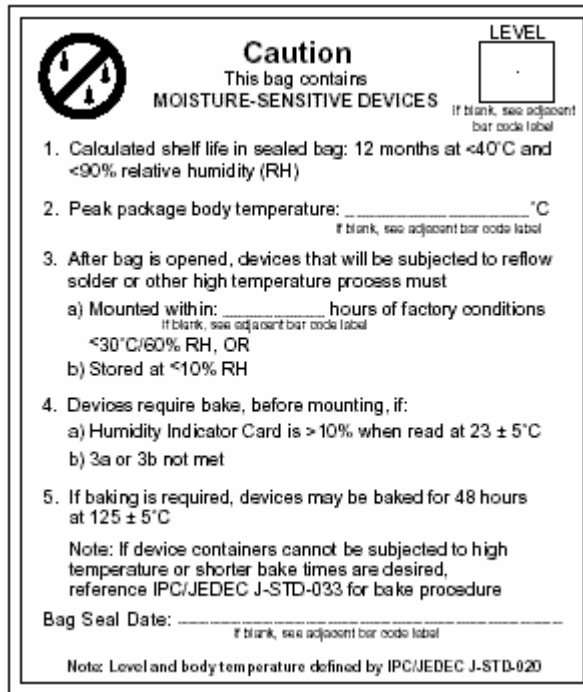 LEVEL
Caution
This bag contains
MOISTURE-SENSITIVE DEVICES
If blank, see adjacent
bar code label
1. Calculated shelf life in sealed bag: 12 months at <40°C and
<90% relative humidity (RH)
2. Peak package body temperature: ____________________ °C
If blank, see adjacent bar code label
3. After bag is opened, devices that will be subjected to reflow
solder or other high temperature process must
a) Mounted within: __________ hours of factory conditions
If blank, see adjacent bar code label
≤30°C/60% RH, OR
b) Stored at ≤10% RH
4. Devices require bake, before mounting, if:
a) Humidity Indicator Card is >10% when read at 23 ± 5°C
b) 3a or 3b not met
5. If baking is required, devices may be baked for 48 hours
at 125 ± 5°C
Note: If device containers cannot be subjected to high
temperature or shorter bake times are desired,
reference IPC/JEDEC J-STD-033 for bake procedure
Bag Seal Date: ____________________
If blank, see adjacent bar code label
Note: Level and body temperature defined by IPC/JEDEC J-STD-020